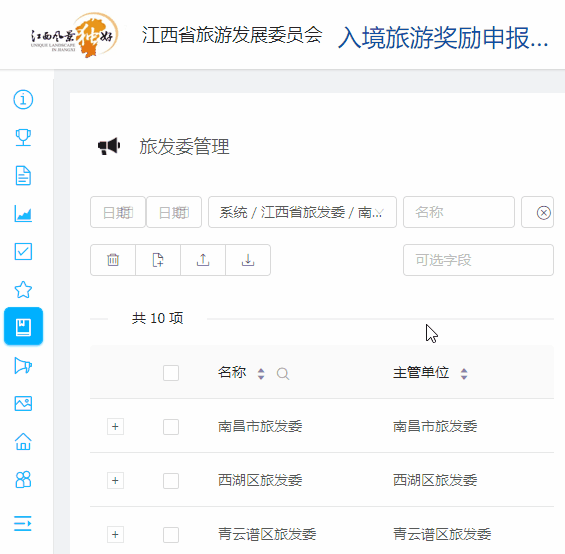 江西风景独好
UNIQUE LANDSCAPE
IN JIANGXI
江西省旅游发展委员会
入境旅游奖励申报...
旅发委管理
日期 日期 系统 / 江西省旅发委 / 南... 名称
可选字段
共 10 项
名称 主管单位
南昌市旅发委 南昌市旅发委
西湖区旅发委 西湖区旅发委
青云谱区旅发委 青云谱区旅发委